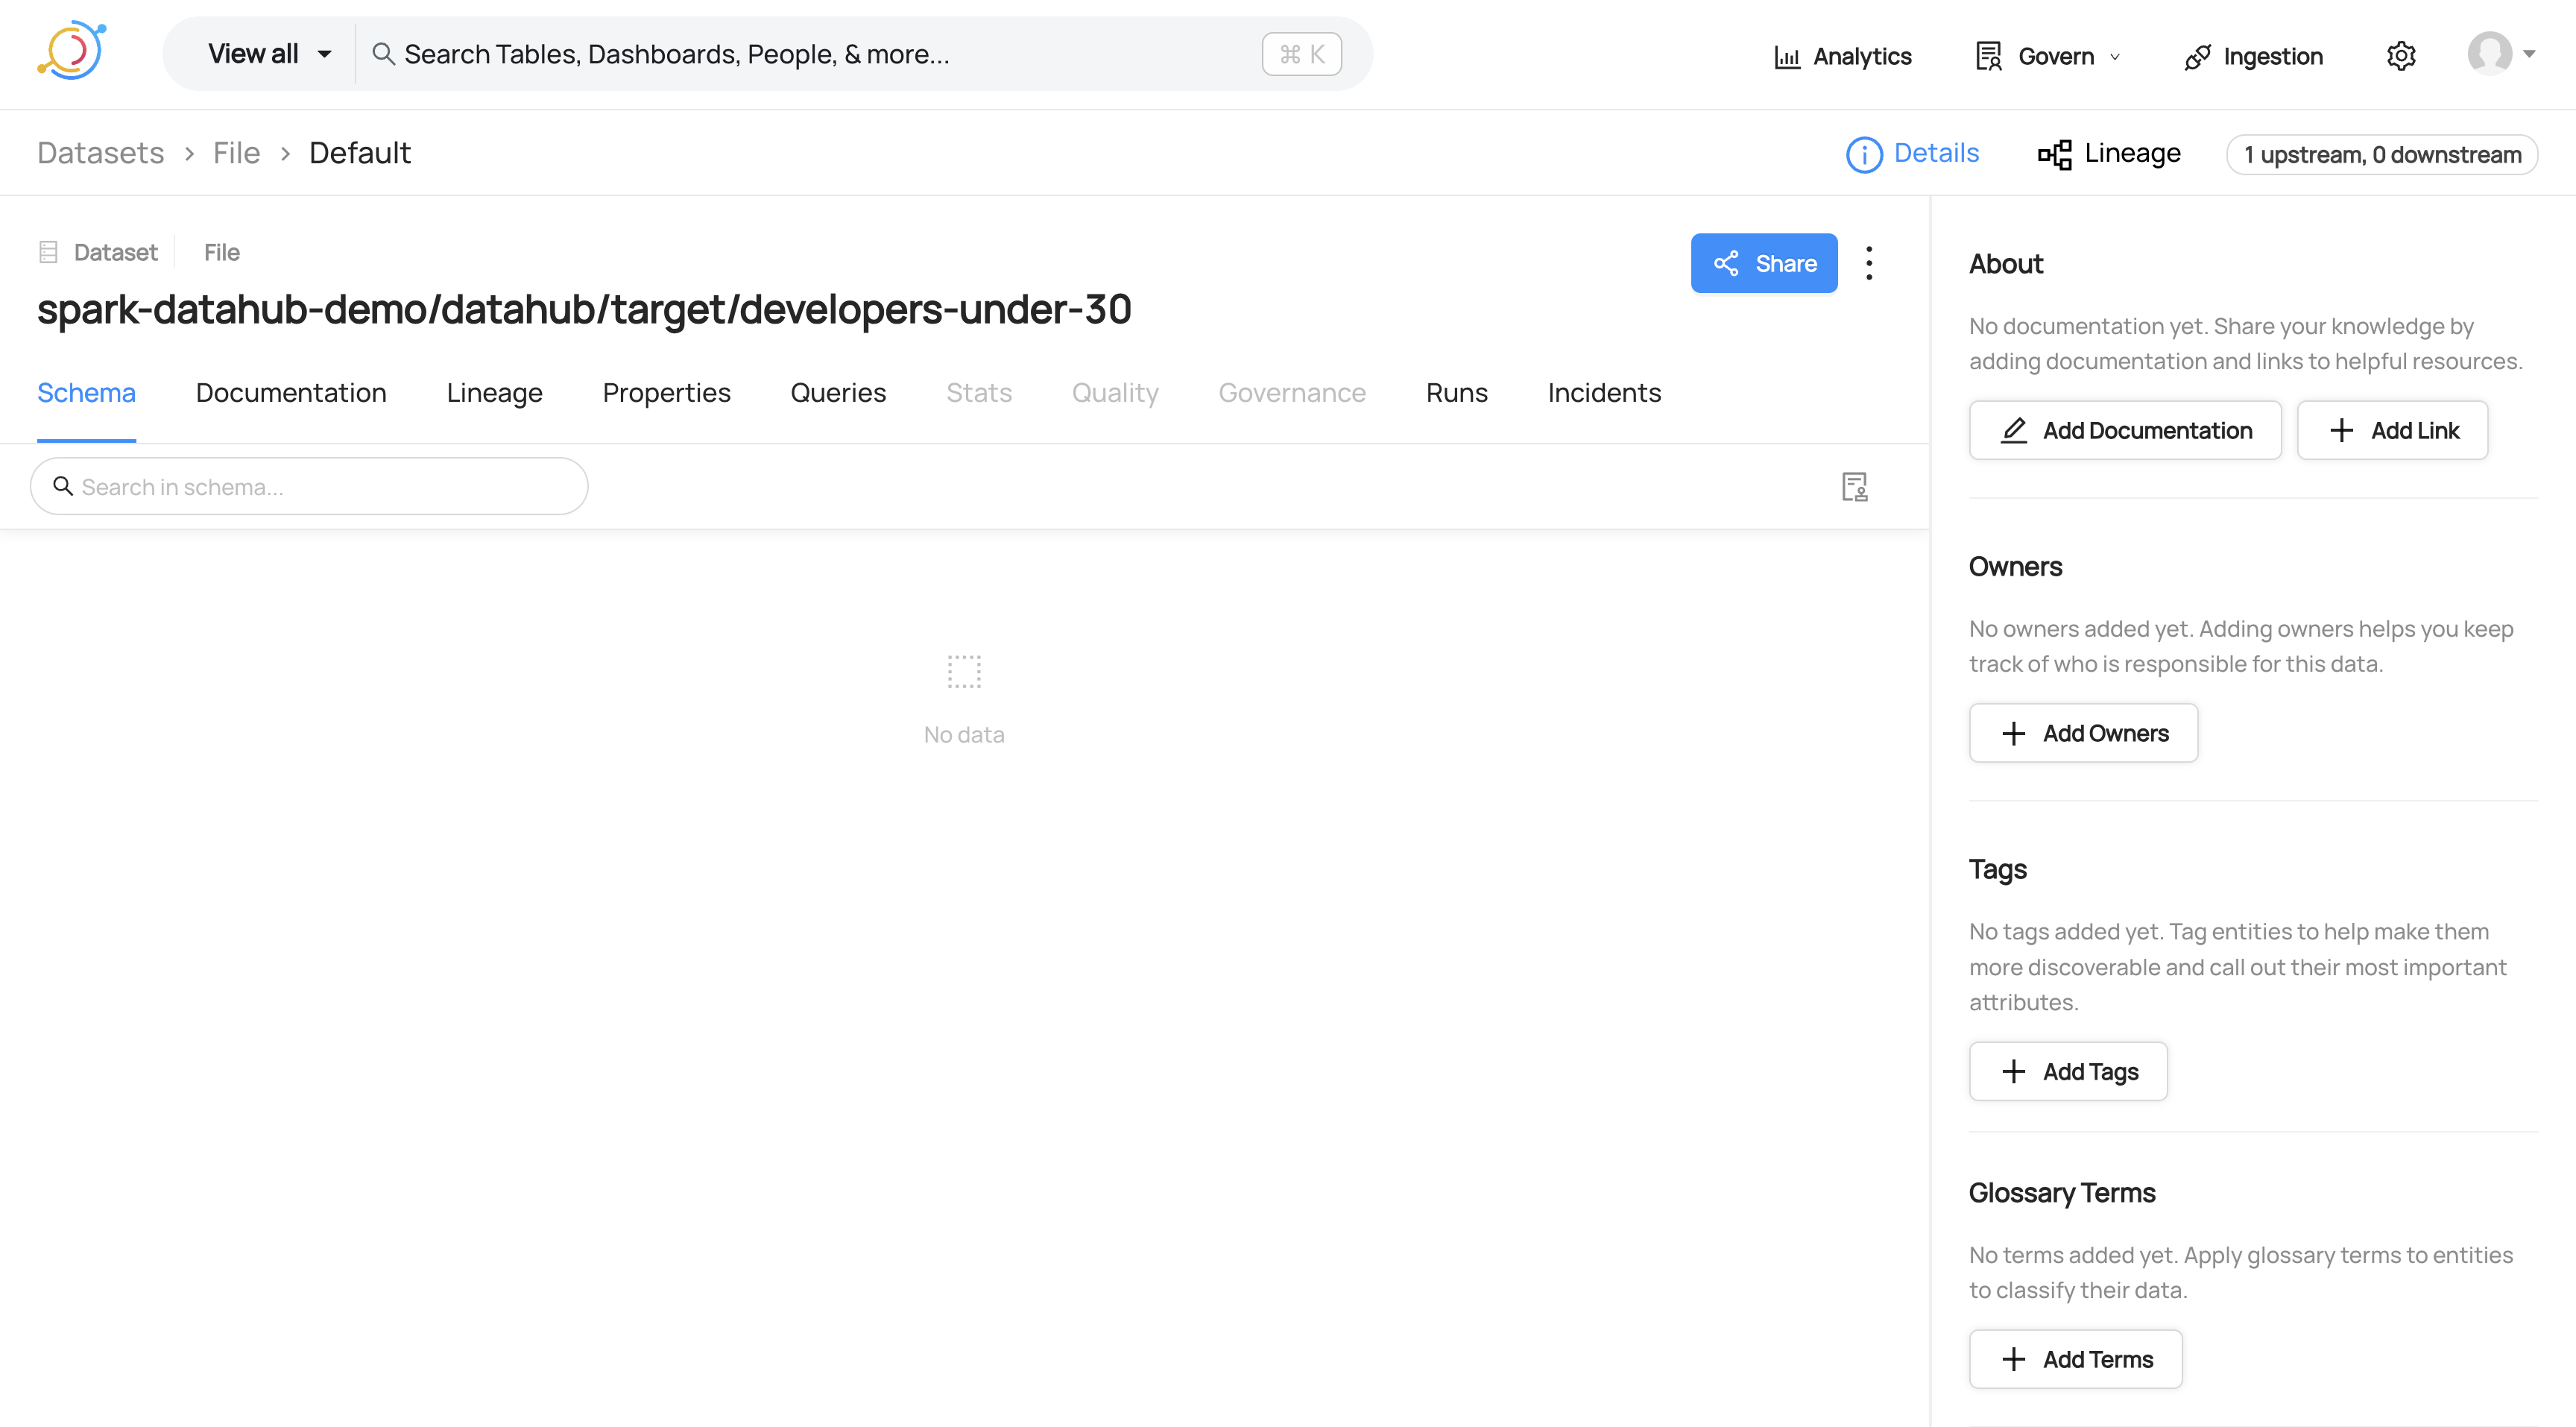 View all
Search Tables, Dashboards, People, & more...
⌘ K
Analytics
Govern
Ingestion
Datasets > File > Default
Details
Lineage
1 upstream, 0 downstream
Dataset
File
spark-datahub-demo/datahub/target/developers-under-30
Share
Schema
Documentation
Lineage
Properties
Queries
Stats
Quality
Governance
Runs
Incidents
Search in schema...
No data
About
No documentation yet. Share your knowledge by
adding documentation and links to helpful resources.
Add Documentation
Add Link
Owners
No owners added yet. Adding owners helps you keep
track of who is responsible for this data.
Add Owners
Tags
No tags added yet. Tag entities to help make them
more discoverable and call out their most important
attributes.
Add Tags
Glossary Terms
No terms added yet. Apply glossary terms to entities
to classify their data.
Add Terms